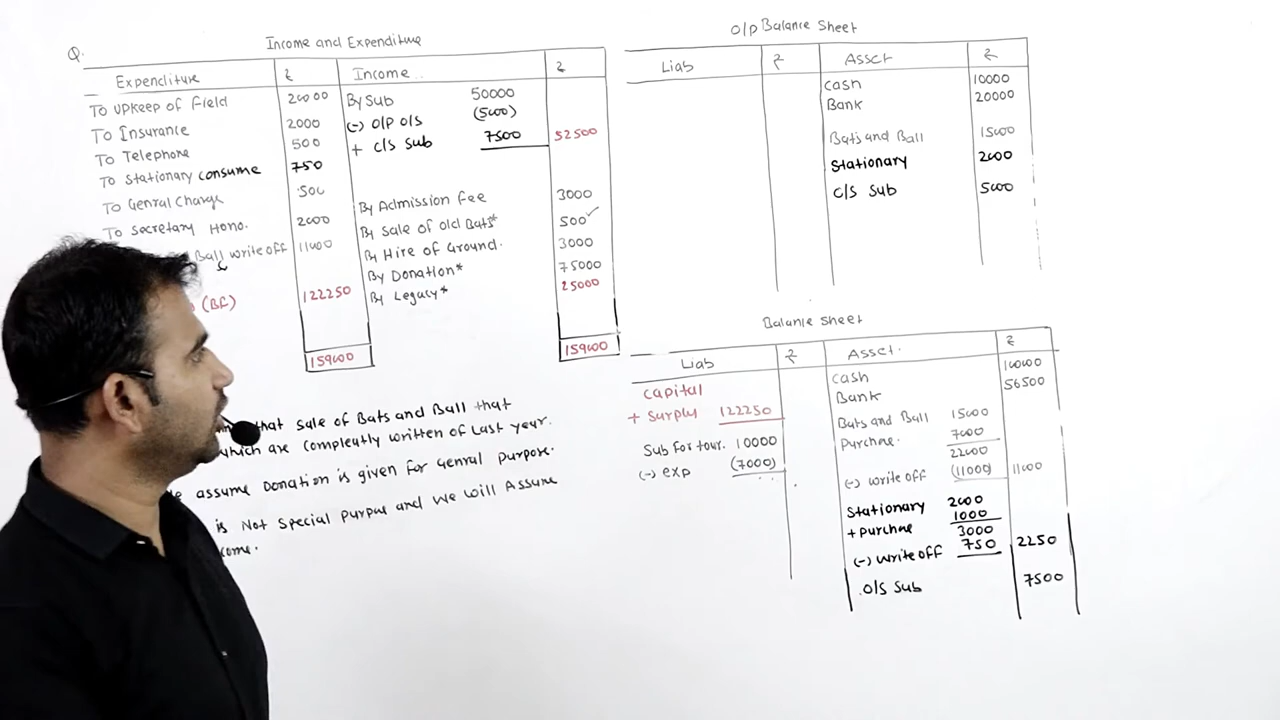 Q.
Income and Expenditure
Expenditure ₹ Income ₹
To Upkeep of Field 20000 By Sub 50000
To Insurance 2000 (-) O/P O/S (5000)
To Telephone 500 + C/S Sub 7500 52500
To Stationary consume 750
To Genral Charge 500 By Admission Fee 3000
To Secretary Hono. 2000 By Sale of Old Bats* 500✓
Ball write off 11000 By Hire of Ground. 3000
By Donation* 75000
(BF) 122250 By Legacy* 25000
159000 159000
that sale of Bats and Ball that
which are compleutly written of Last year.
assume Donation is given for Genral purpose.
is Not Special Purpus and We will Assume
come.
O/P Balance Sheet
Liab ₹ Asset ₹
Cash 10000
Bank 20000
Bats and Ball 15000
Stationary 2000
C/S Sub 5000
Balance Sheet
Liab ₹ Asset. ₹
Capital Cash 10000
+ Surply 122250 Bank 56500
Sub For tour. 10000 Bats and Ball 15000
(-) exp (7000) Purchase. 7000
22000
(-) write off (11000) 11000
Stationary 2000
+ Purchae 1000
3000
(-) write off 750 2250
O/S Sub 7500